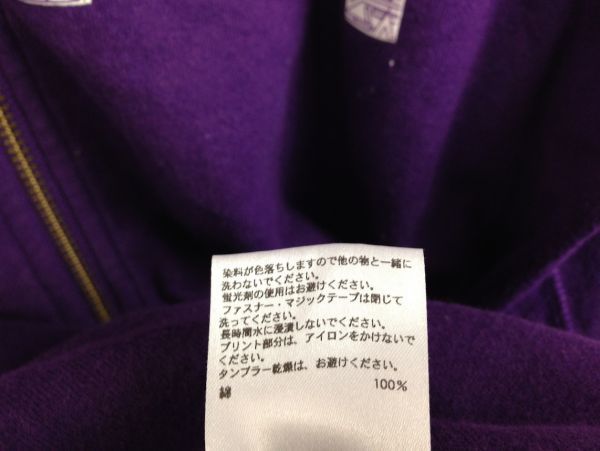 染料が色落ちしますので他の物と一緒に
洗わないでください。
蛍光剤の使用はお避けください。
ファスナー・マジックテープは閉じて
洗ってください。
長時間水に浸漬しないでください。
プリント部分は、アイロンをかけないで
ください。
タンブラー乾燥は、お避けください。
綿 100%